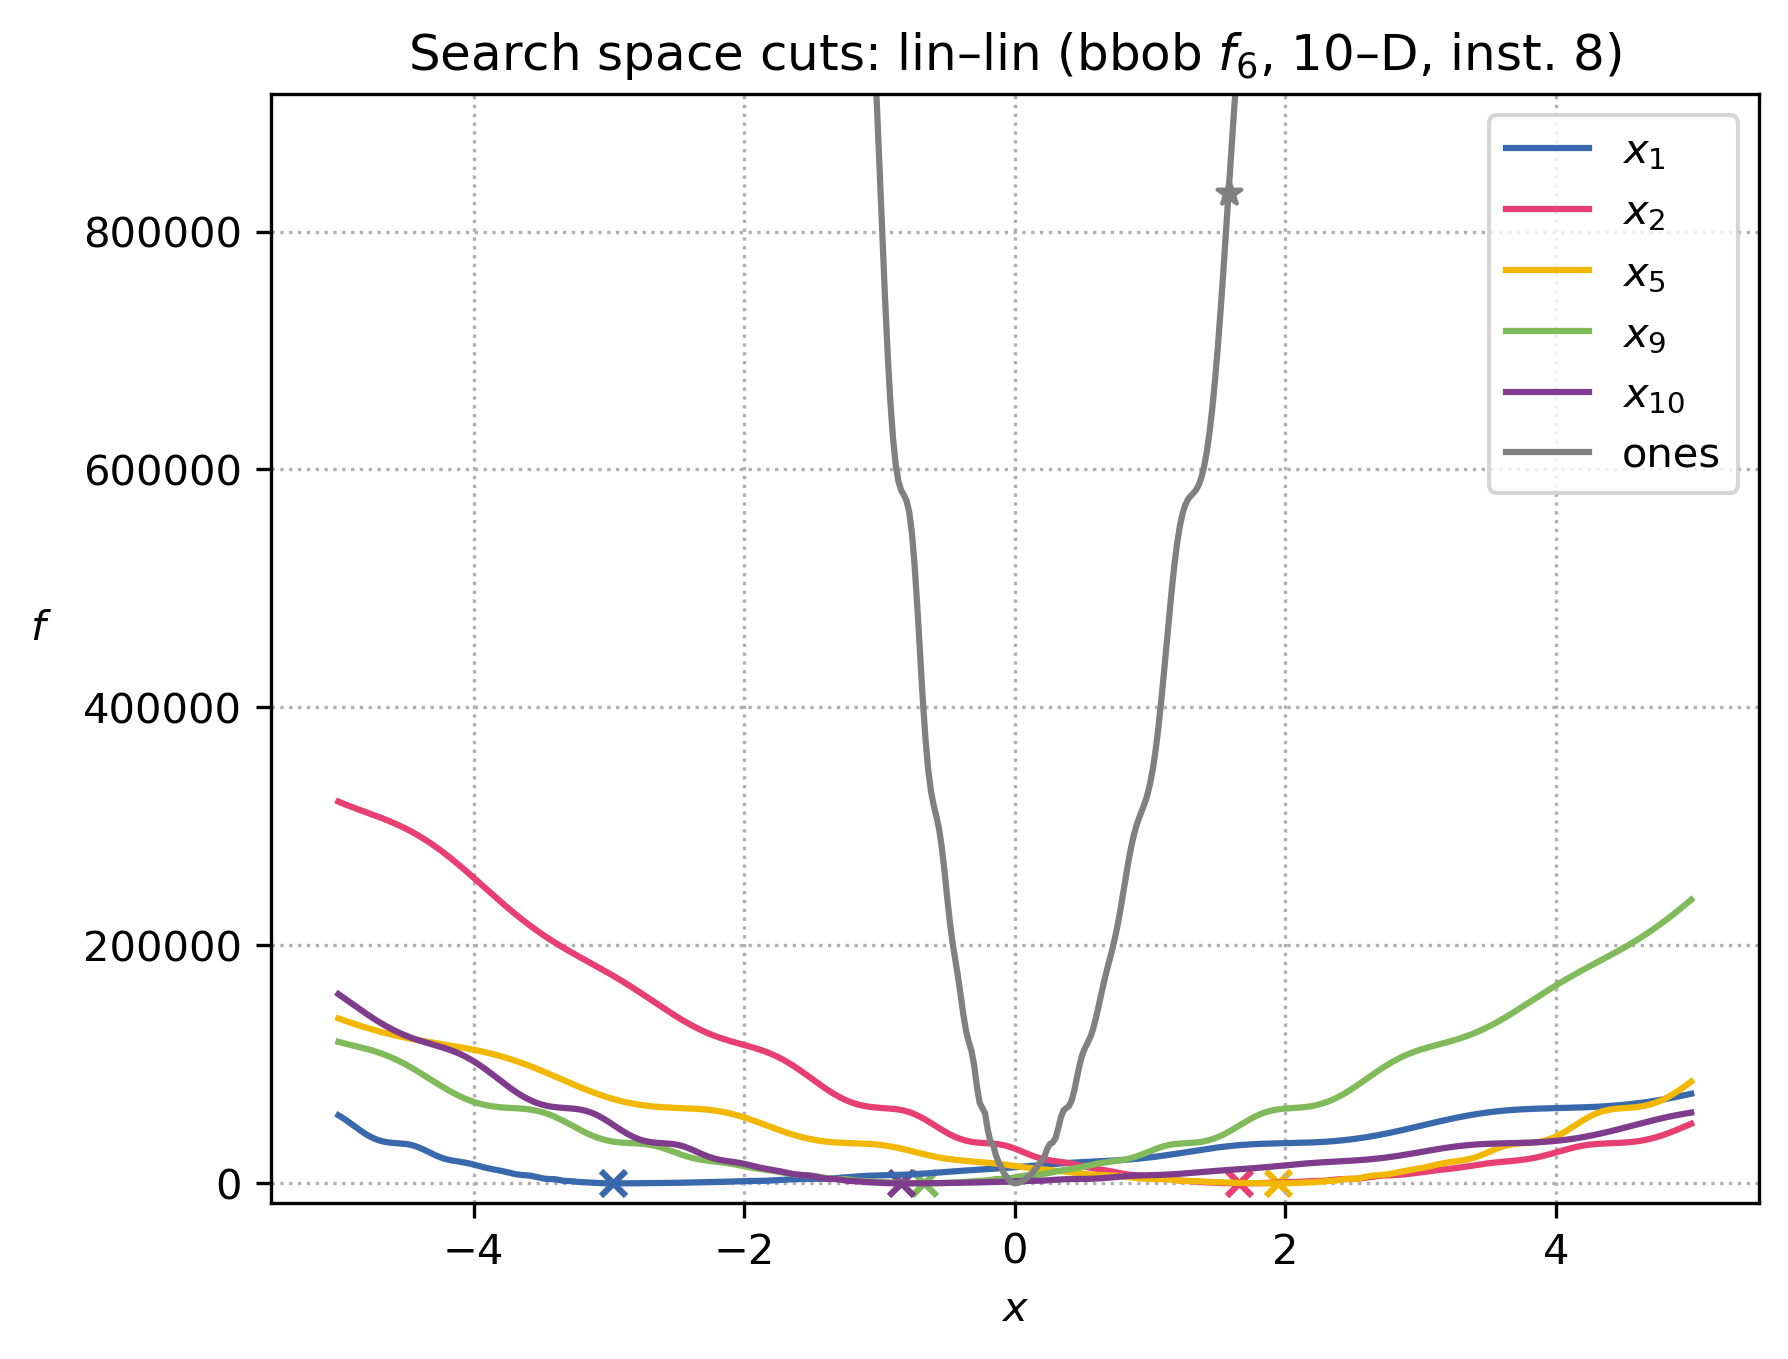 Search space cuts: lin–lin (bbob f₆, 10–D, inst. 8)
f
800000
600000
400000
200000
0
x₁
x₂
x₅
x₉
x₁₀
ones
−4 −2 0 2 4
x